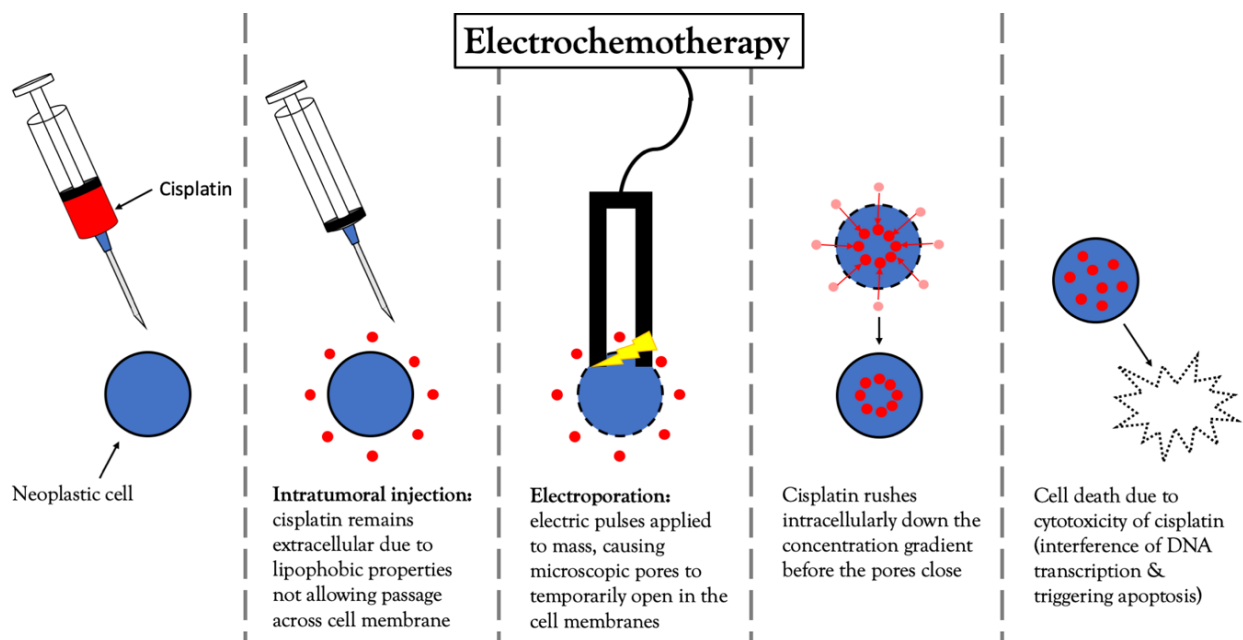 Electrochemotherapy
Cisplatin
Neoplastic cell
Intratumoral injection:
cisplatin remains
extracellular due to
lipophobic properties
not allowing passage
across cell membrane
Electroporation:
electric pulses applied
to mass, causing
microscopic pores to
temporarily open in the
cell membranes
Cisplatin rushes
intracellularly down the
concentration gradient
before the pores close
Cell death due to
cytotoxicity of cisplatin
(interference of DNA
transcription &
triggering apoptosis)